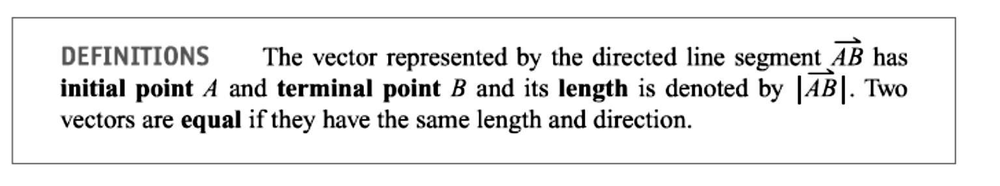 DEFINITIONS The vector represented by the directed line segment $\overrightarrow{AB}$ has
initial point A and terminal point B and its length is denoted by $|\overrightarrow{AB}|$. Two
vectors are equal if they have the same length and direction.